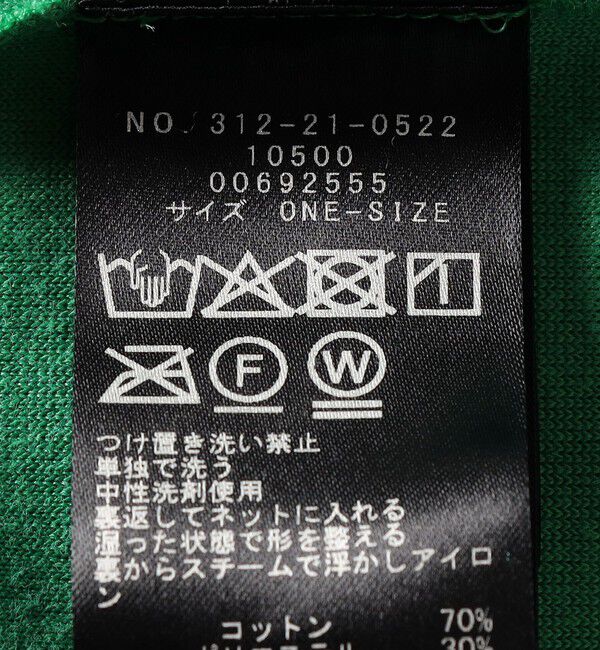 NO. 312-21-0522
10500
00692555
サイズ ONE-SIZE
F
W
つけ置き洗い禁止
単独で洗う
中性洗剤使用
裏返してネットに入れる
湿った状態で形を整える
裏からスチームで浮かしアイロ
ン
コットン 70%
30%